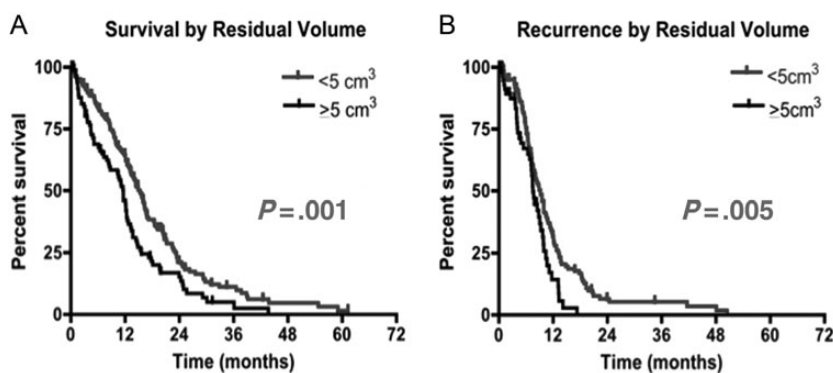 A
Survival by Residual Volume
<5 cm³
≥5 cm³
P=.001
Percent survival
100
75
50
25
0
0 12 24 36 48 60 72
Time (months)
B
Recurrence by Residual Volume
<5cm³
≥5cm³
P=.005
Percent survival
100
75
50
25
0
0 12 24 36 48 60 72
Time (months)